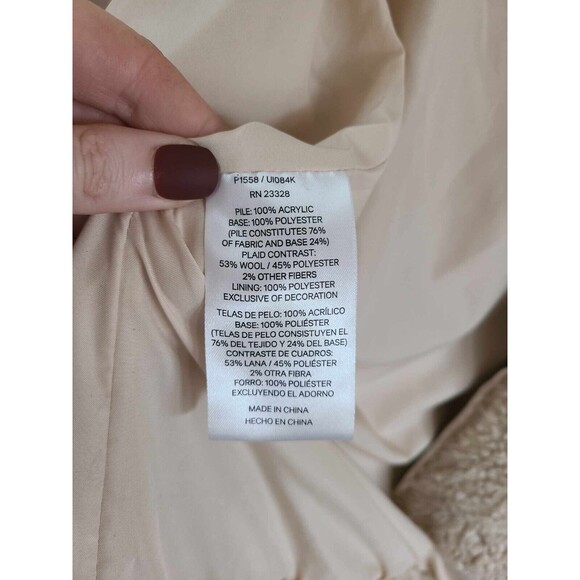 P1558 / UI084K
RN 23328
PILE: 100% ACRYLIC
BASE: 100% POLYESTER
(PILE CONSTITUTES 76%
OF FABRIC AND BASE 24%)
PLAID CONTRAST:
53% WOOL / 45% POLYESTER
2% OTHER FIBERS
LINING: 100% POLYESTER
EXCLUSIVE OF DECORATION
TELAS DE PELO: 100% ACRÍLICO
BASE: 100% POLIÉSTER
(TELAS DE PELO CONSISTUYEN EL
76% DEL TEJIDO Y 24% DEL BASE)
CONTRASTE DE CUADROS:
53% LANA / 45% POLIÉSTER
2% OTRA FIBRA
FORRO: 100% POLIÉSTER
EXCLUYENDO EL ADORNO
MADE IN CHINA
HECHO EN CHINA